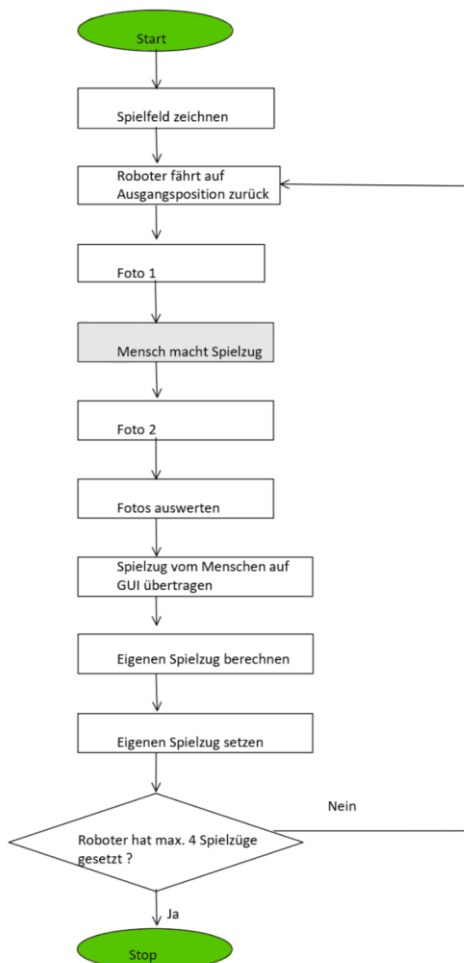 Start
Spielfeld zeichnen
Roboter fährt auf
Ausgangsposition zurück
Foto 1
Mensch macht Spielzug
Foto 2
Fotos auswerten
Spielzug vom Menschen auf
GUI übertragen
Eigenen Spielzug berechnen
Eigenen Spielzug setzen
Nein
Roboter hat max. 4 Spielzüge
gesetzt ?
Ja
Stop